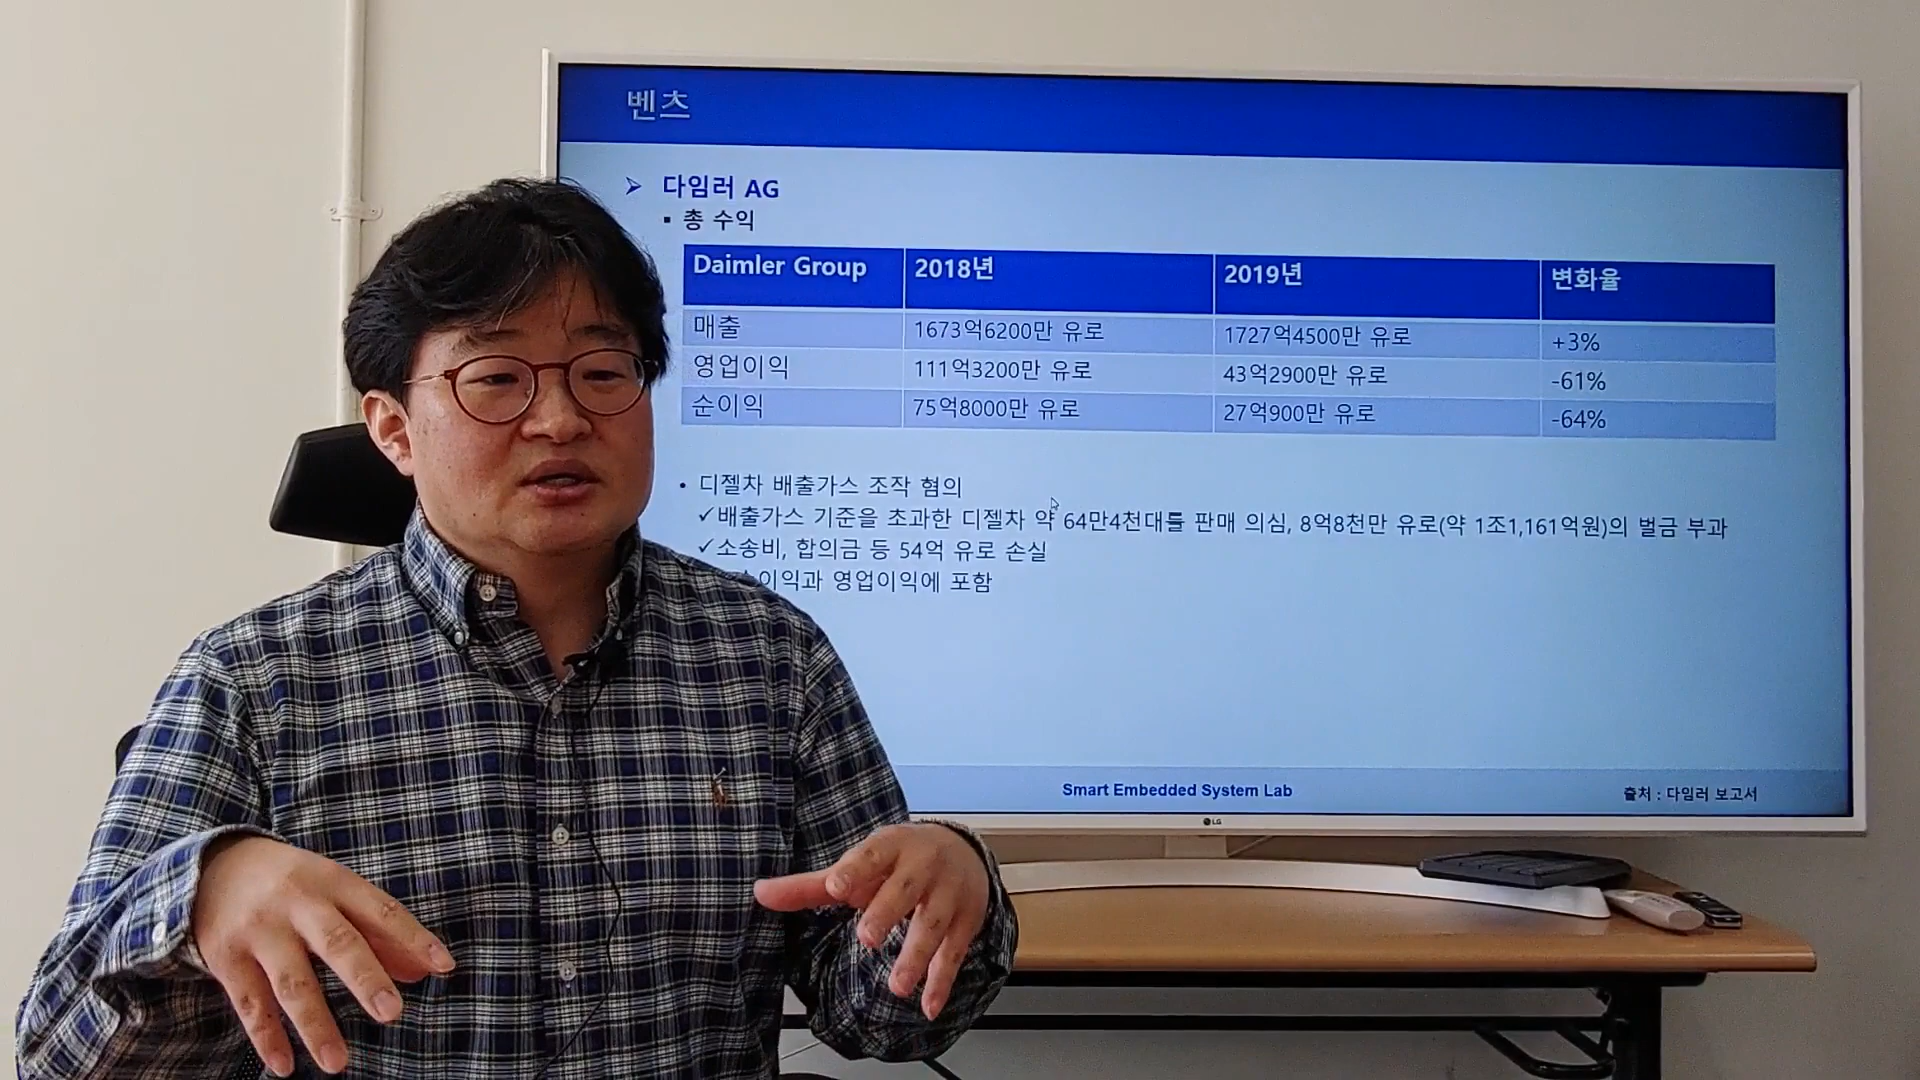 벤츠
➤ 다임러 AG
▪ 총 수익
Daimler Group 2018년 2019년 변화율
매출 1673억6200만 유로 1727억4500만 유로 +3%
영업이익 111억3200만 유로 43억2900만 유로 -61%
순이익 75억8000만 유로 27억900만 유로 -64%
• 디젤차 배출가스 조작 혐의
✓배출가스 기준을 초과한 디젤차 약 64만4천대를 판매 의심, 8억8천만 유로(약 1조1,161억원)의 벌금 부과
✓소송비, 합의금 등 54억 유로 손실
영업이익에 포함
Smart Embedded System Lab
출처 : 다임러 보고서
LG